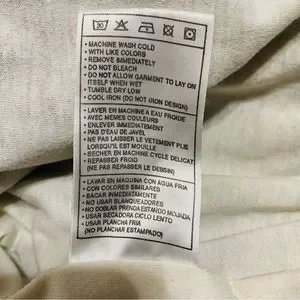 • MACHINE WASH COLD
• WITH LIKE COLORS
• REMOVE IMMEDIATELY
• DO NOT BLEACH
• DO NOT ALLOW GARMENT TO LAY ON
ITSELF WHEN WET
• TUMBLE DRY LOW
• COOL IRON (DO NOT IRON DESIGN)
• LAVER EN MACHINE A EAU FROIDE
• AVEC MEMES COULEURS
• ENLEVER IMMEDIATEMENT
• PAS D'EAU DE JAVEL
• NE PAS LAISSER LE VETEMENT PLIE
LORSQU'IL EST MOUILLE
• SECHER EN MACHINE CYCLE DELICAT
• REPASSER FROID
(NE PAS REPASSER LE DESSIN)
• LAVAR EN MAQUINA CON AGUA FRIA
• CON COLORES SIMILARES
• SACAR INMEDIATAMENTE
• NO USAR BLANQUEADORES
• NO DOBLAR PRENDA ESTANDO MOJADA
• USAR SECADORA CICLO LENTO
• USAR PLANCHA FRIA
(NO PLANCHAR ESTAMPADO)